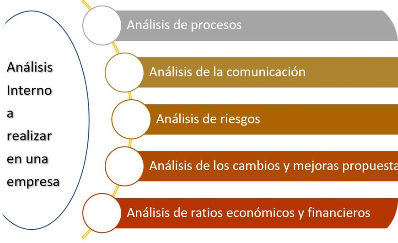 Análisis
Interno
a
realizar
en una
empresa
Análisis de procesos
Análisis de la comunicación
Análisis de riesgos
Análisis de los cambios y mejoras propuesta
Análisis de ratios económicos y financieros